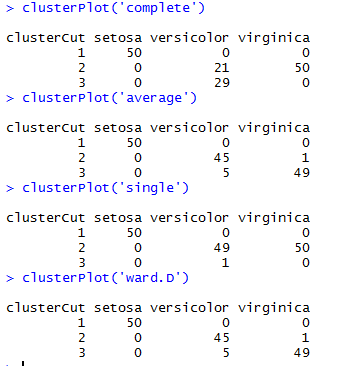 > clusterPlot('complete')
clusterCut setosa versicolor virginica
1 50 0 0
2 0 21 50
3 0 29 0
> clusterPlot('average')
clusterCut setosa versicolor virginica
1 50 0 0
2 0 45 1
3 0 5 49
> clusterPlot('single')
clusterCut setosa versicolor virginica
1 50 0 0
2 0 49 50
3 0 1 0
> clusterPlot('ward.D')
clusterCut setosa versicolor virginica
1 50 0 0
2 0 45 1
3 0 5 49
>